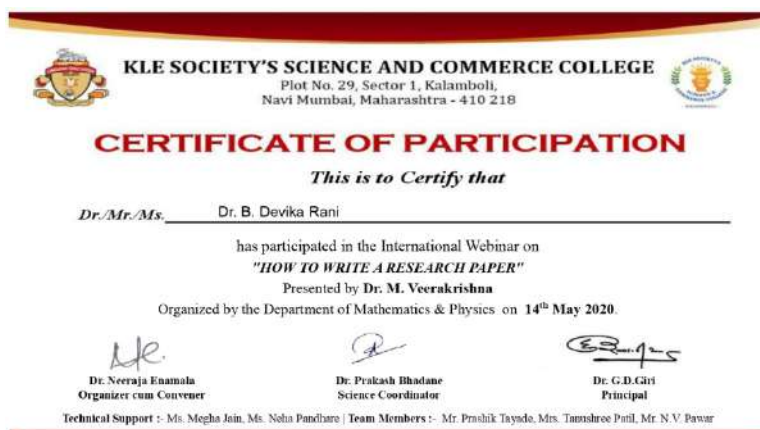 KLE SOCIETY'S SCIENCE AND COMMERCE COLLEGE
Plot No. 29, Sector 1, Kalamboli,
Navi Mumbai, Maharashtra - 410 218
CERTIFICATE OF PARTICIPATION
This is to Certify that
Dr./Mr./Ms. Dr. B. Devika Rani
has participated in the International Webinar on
"HOW TO WRITE A RESEARCH PAPER"
Presented by Dr. M. Veerakrishna
Organized by the Department of Mathematics & Physics on 14th May 2020.
Dr. Neeraja Enamala Dr. Prakash Bhadane Dr. G.D.Giri
Organizer cum Convener Science Coordinator Principal
Technical Support :- Ms. Megha Jain, Ms. Neha Pandhare | Team Members :- Mr. Prashik Tayade, Mrs. Tanushree Patil, Mr. N.V. Pawar